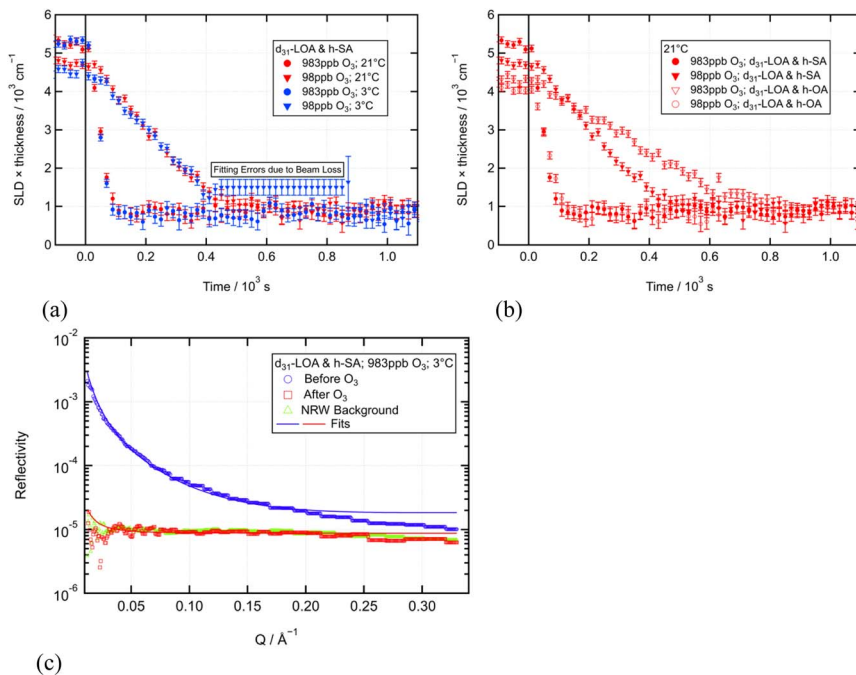 6
5
4
3
2
1
0
SLD × thickness / 10³ cm⁻¹
d₃₁-LOA & h-SA
983ppb O₃; 21°C
98ppb O₃; 21°C
983ppb O₃; 3°C
98ppb O₃; 3°C
Fitting Errors due to Beam Loss
0.0 0.2 0.4 0.6 0.8 1.0
Time / 10³ s
(a)
6
5
4
3
2
1
0
SLD × thickness / 10³ cm⁻¹
21°C
983ppb O₃; d₃₁-LOA & h-SA
98ppb O₃; d₃₁-LOA & h-SA
983ppb O₃; d₃₁-LOA & h-OA
98ppb O₃; d₃₁-LOA & h-OA
0.0 0.2 0.4 0.6 0.8 1.0
Time / 10³ s
(b)
10⁻²
10⁻³
10⁻⁴
10⁻⁵
10⁻⁶
Reflectivity
d₃₁-LOA & h-SA; 983ppb O₃; 3°C
Before O₃
After O₃
NRW Background
Fits
0.05 0.10 0.15 0.20 0.25 0.30
Q / Å⁻¹
(c)